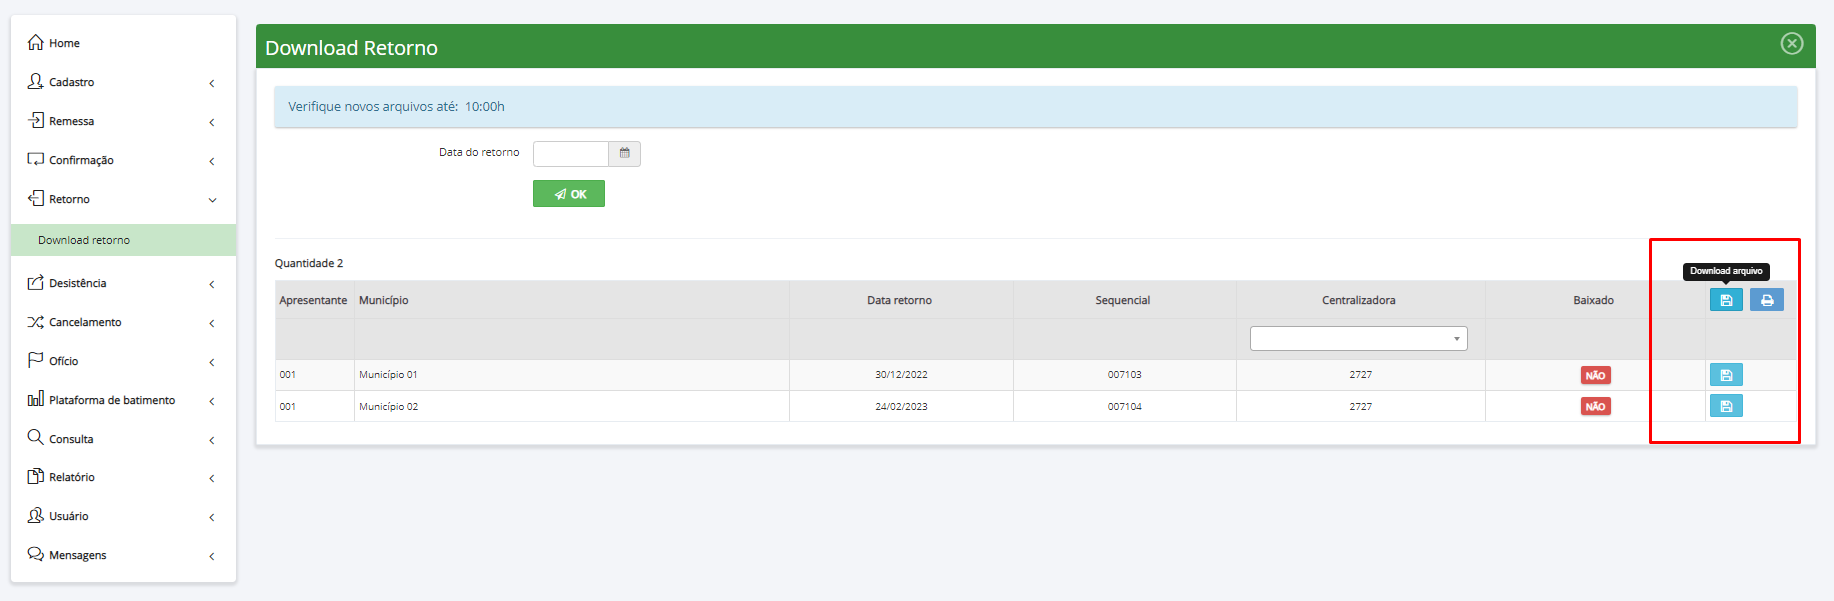 Home
Cadastro
Remessa
Confirmação
Retorno
Download retorno
Desistência
Cancelamento
Ofício
Plataforma de batimento
Consulta
Relatório
Usuário
Mensagens
Download Retorno
Verifique novos arquivos até: 10:00h
Data do retorno
OK
Quantidade 2
Download arquivo
Apresentante Município Data retorno Sequencial Centralizadora Baixado
001 Município 01 30/12/2022 007103 2727 NÃO
001 Município 02 24/02/2023 007104 2727 NÃO